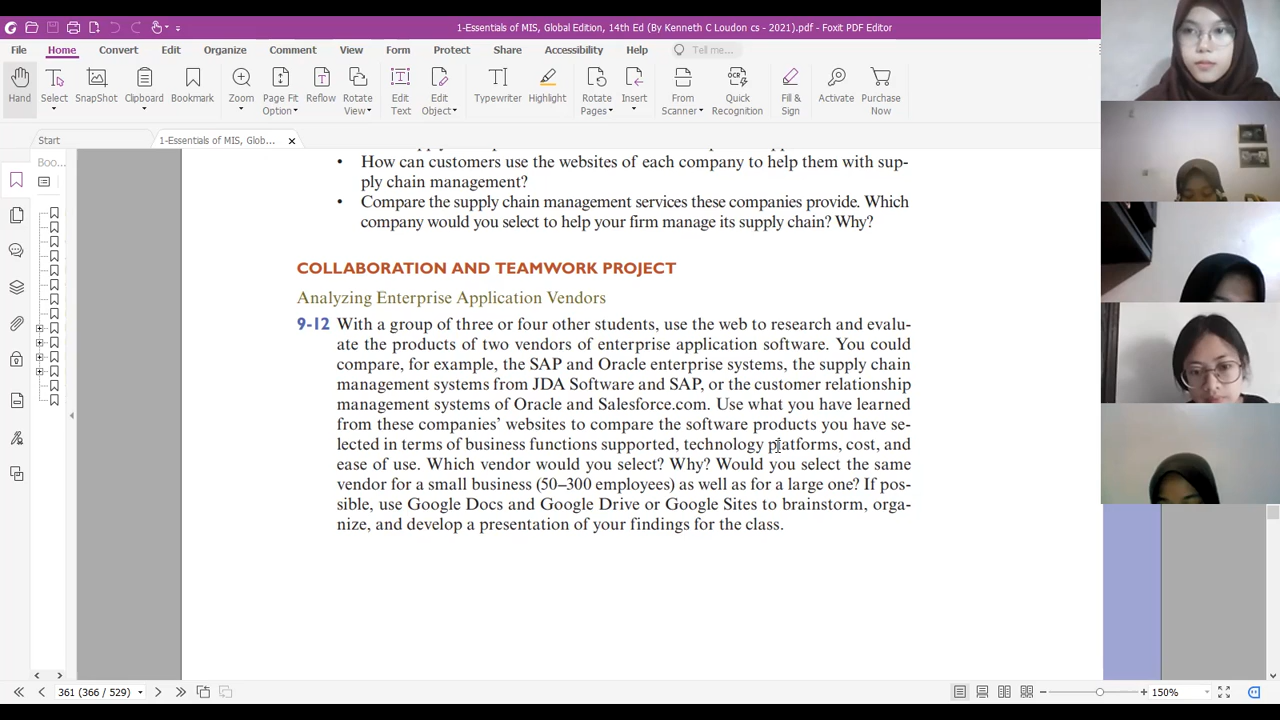 1-Essentials of MIS, Global Edition, 14th Ed (By Kenneth C Loudon cs - 2021).pdf - Foxit PDF Editor
File Home Convert Edit Organize Comment View Form Protect Share Accessibility Help Tell me...
Hand Select SnapShot Clipboard Bookmark Zoom Page Fit Option Reflow Rotate View Edit Text Edit Object Typewriter Highlight Rotate Pages Insert From Scanner OCR Quick Recognition Fill & Sign Activate Purchase Now
Start 1-Essentials of MIS, Glob...
Boo...
• How can customers use the websites of each company to help them with sup-
ply chain management?
• Compare the supply chain management services these companies provide. Which
company would you select to help your firm manage its supply chain? Why?
COLLABORATION AND TEAMWORK PROJECT
Analyzing Enterprise Application Vendors
9-12 With a group of three or four other students, use the web to research and evalu-
ate the products of two vendors of enterprise application software. You could
compare, for example, the SAP and Oracle enterprise systems, the supply chain
management systems from JDA Software and SAP, or the customer relationship
management systems of Oracle and Salesforce.com. Use what you have learned
from these companies' websites to compare the software products you have se-
lected in terms of business functions supported, technology platforms, cost, and
ease of use. Which vendor would you select? Why? Would you select the same
vendor for a small business (50–300 employees) as well as for a large one? If pos-
sible, use Google Docs and Google Drive or Google Sites to brainstorm, orga-
nize, and develop a presentation of your findings for the class.
361 (366 / 529) 150%